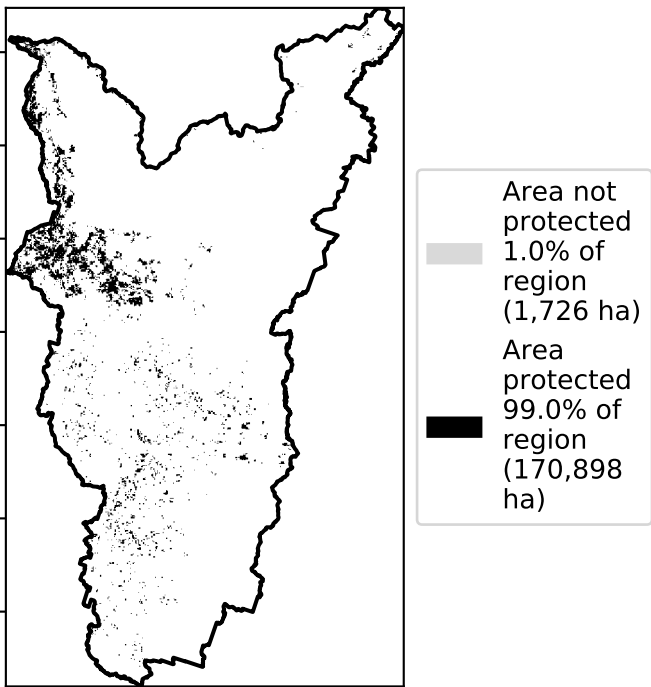 Area not
protected
1.0% of
region
(1,726 ha)
Area
protected
99.0% of
region
(170,898
ha)